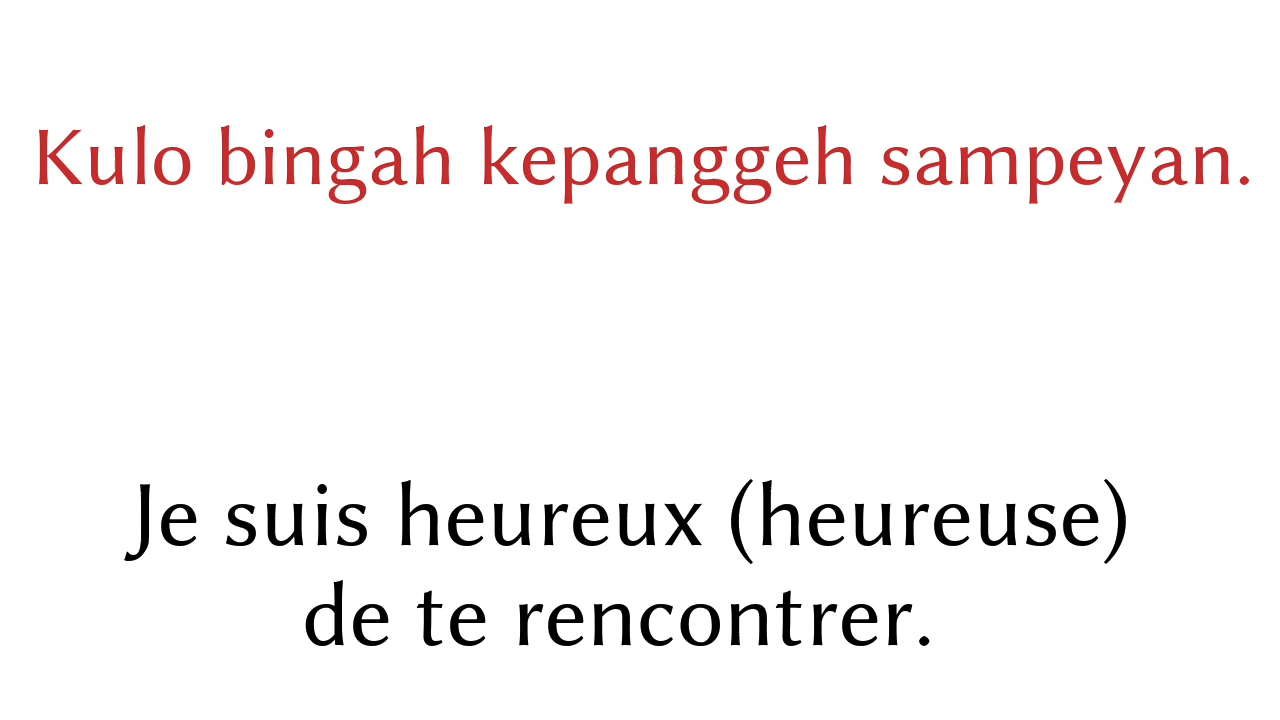 Kulo bingah kepanggeh sampeyan.
Je suis heureux (heureuse)
de te rencontrer.